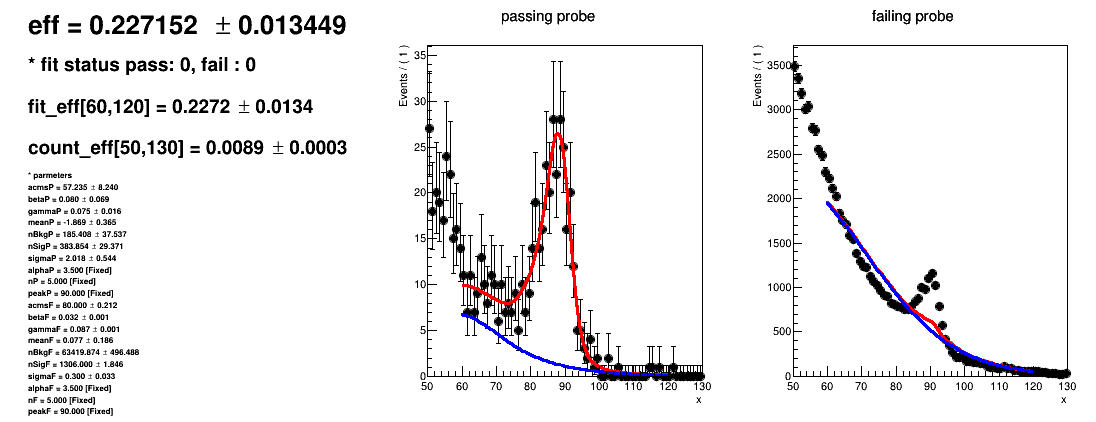 eff = 0.227152 ± 0.013449
* fit status pass: 0, fail : 0
fit_eff[60,120] = 0.2272 ± 0.0134
count_eff[50,130] = 0.0089 ± 0.0003
* parmeters
acmsP = 57.235 ± 8.240
betaP = 0.080 ± 0.069
gammaP = 0.075 ± 0.016
meanP = -1.869 ± 0.365
nBkgP = 185.408 ± 37.537
nSigP = 383.854 ± 29.371
sigmaP = 2.018 ± 0.544
alphaP = 3.500 [Fixed]
nP = 5.000 [Fixed]
peakP = 90.000 [Fixed]
acmsF = 80.000 ± 0.212
betaF = 0.032 ± 0.001
gammaF = 0.087 ± 0.001
meanF = 0.077 ± 0.186
nBkgF = 63419.874 ± 496.488
nSigF = 1306.000 ± 1.846
sigmaF = 0.300 ± 0.033
alphaF = 3.500 [Fixed]
nF = 5.000 [Fixed]
peakF = 90.000 [Fixed]
passing probe
Events / ( 1 )
35
30
25
20
15
10
5
0
50 60 70 80 90 100 110 120 130
x
failing probe
Events / ( 1 )
3500
3000
2500
2000
1500
1000
500
0
50 60 70 80 90 100 110 120 130
x